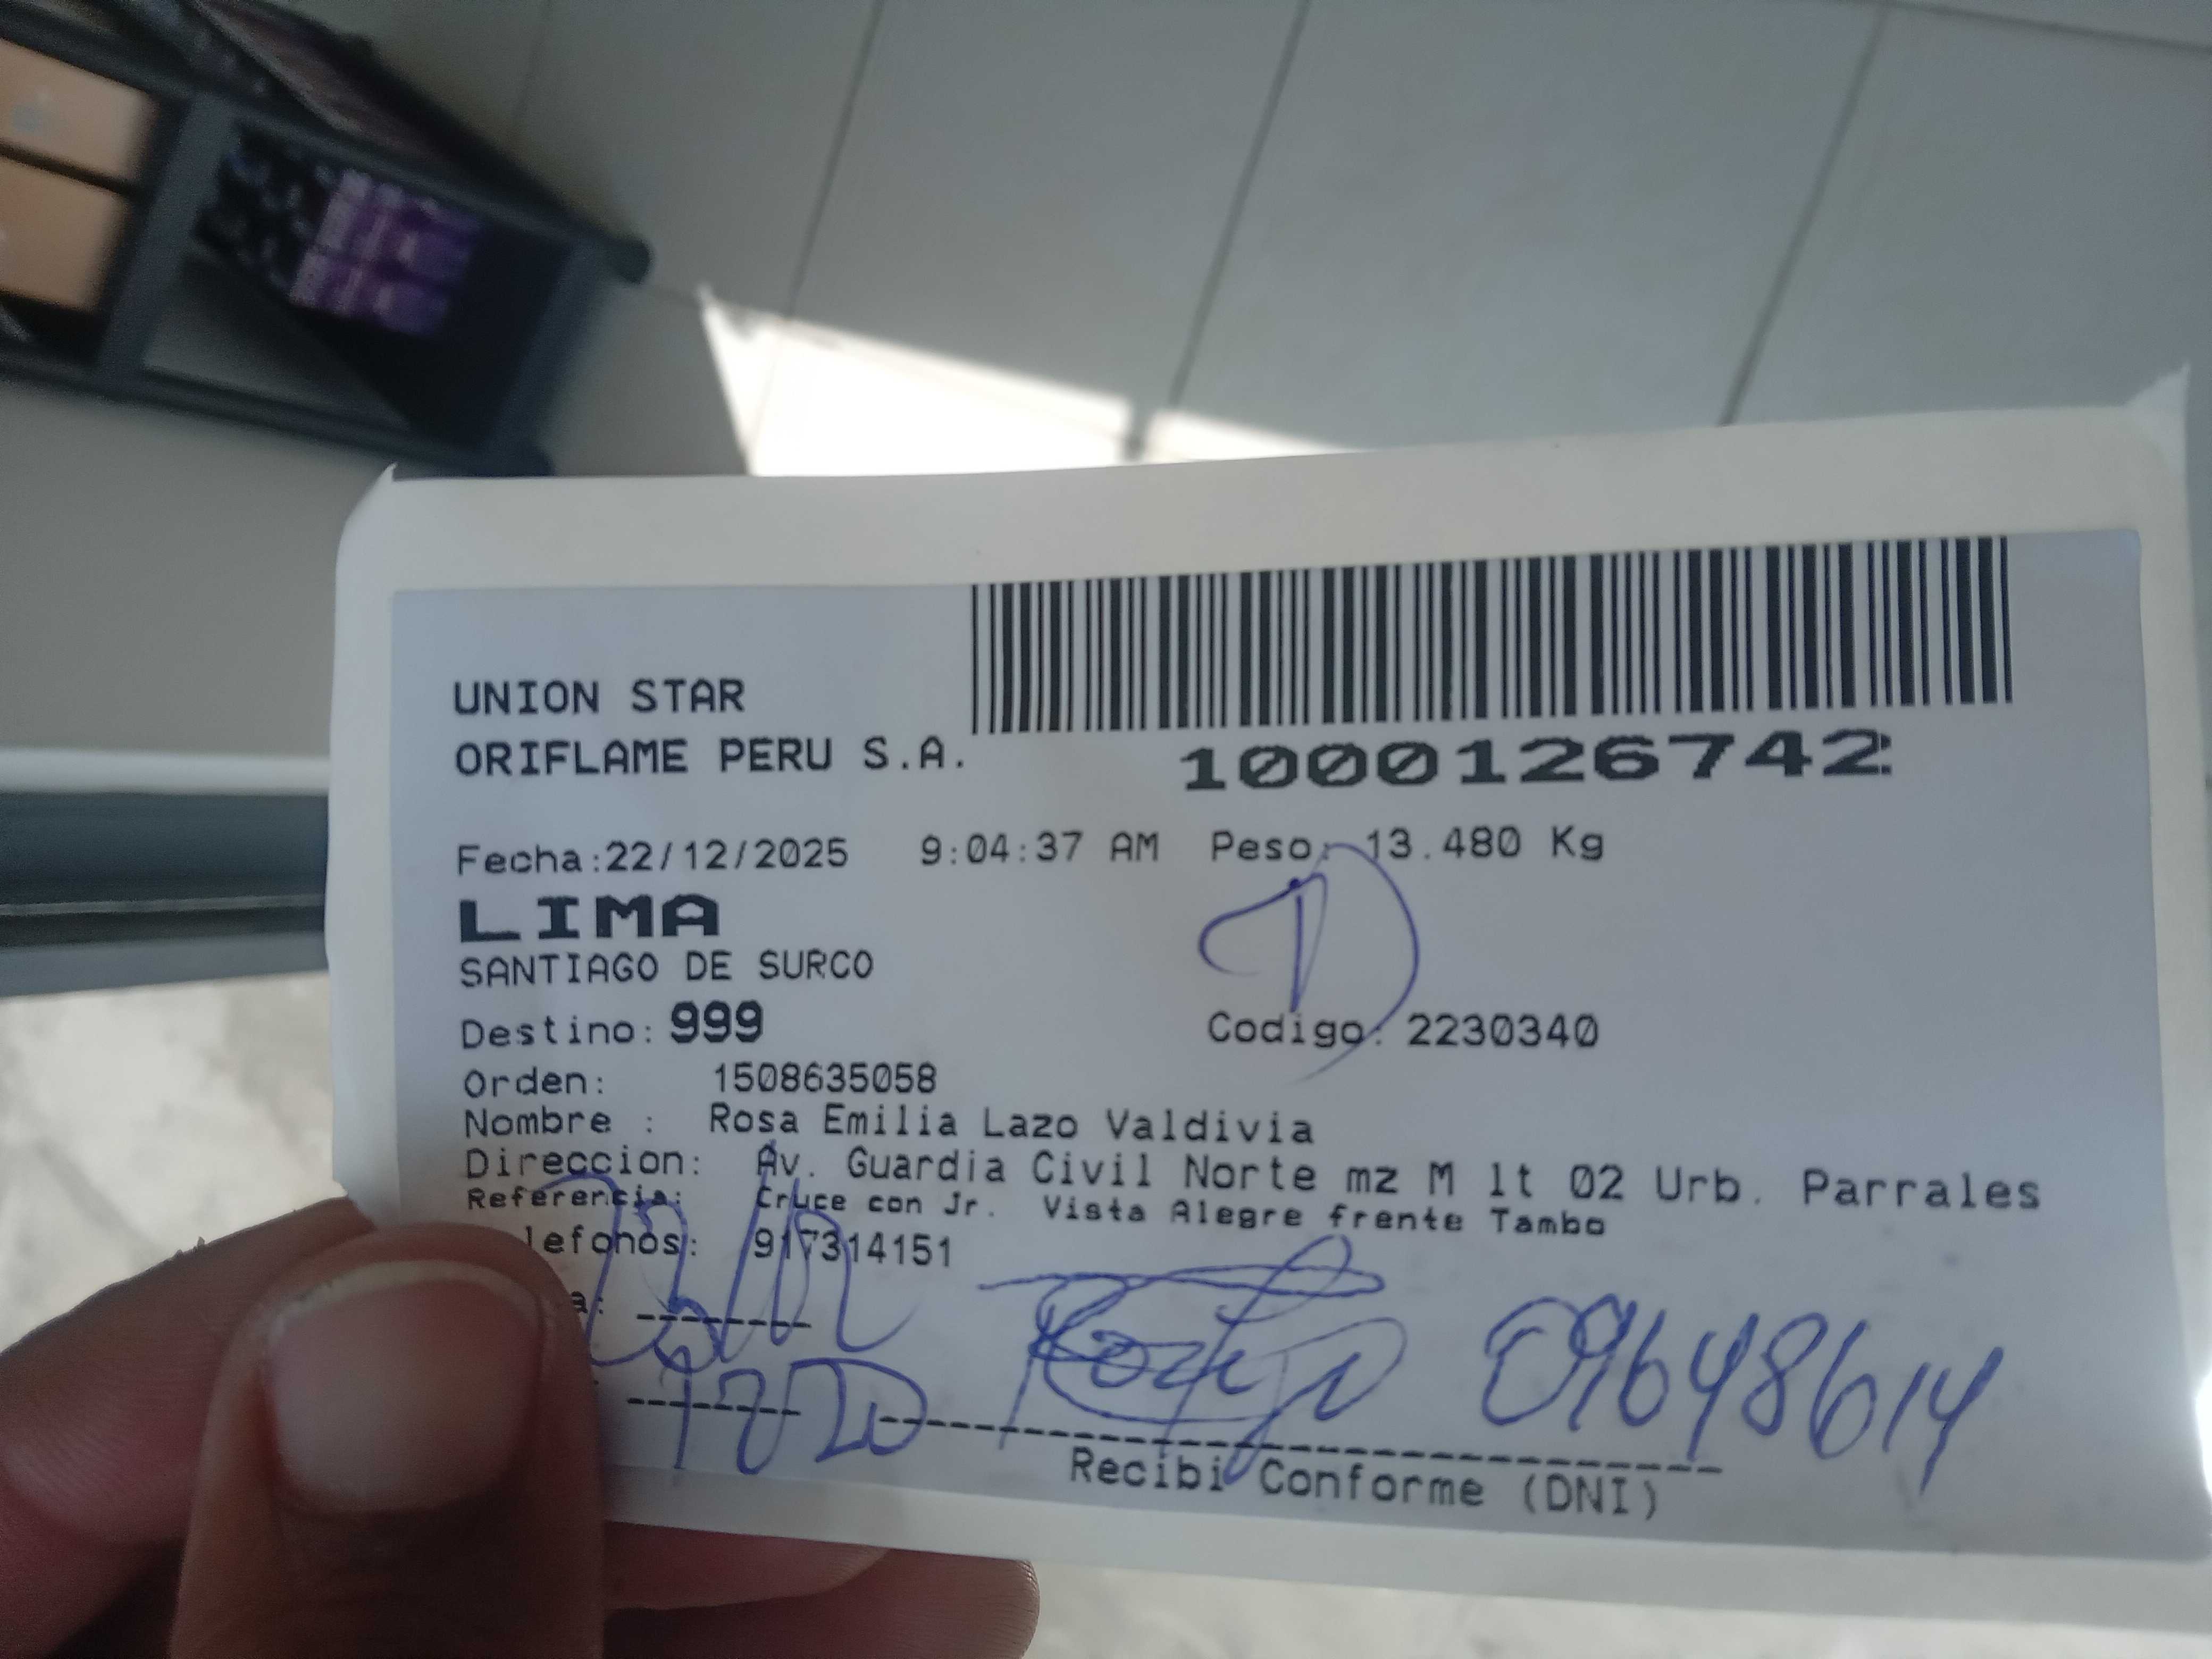 UNION STAR
ORIFLAME PERU S.A.
1000126742
Fecha:22/12/2025 9:04:37 AM Peso: 13.480 Kg
LIMA
SANTIAGO DE SURCO
Destino: 999 Codigo: 2230340
Orden: 1508635058
Nombre : Rosa Emilia Lazo Valdivia
Direccion: Av. Guardia Civil Norte mz M lt 02 Urb. Parrales
Referencia: Cruce con Jr. Vista Alegre frente Tambo
lefonos: 917314151
a:
09648614
Recibi Conforme (DNI)